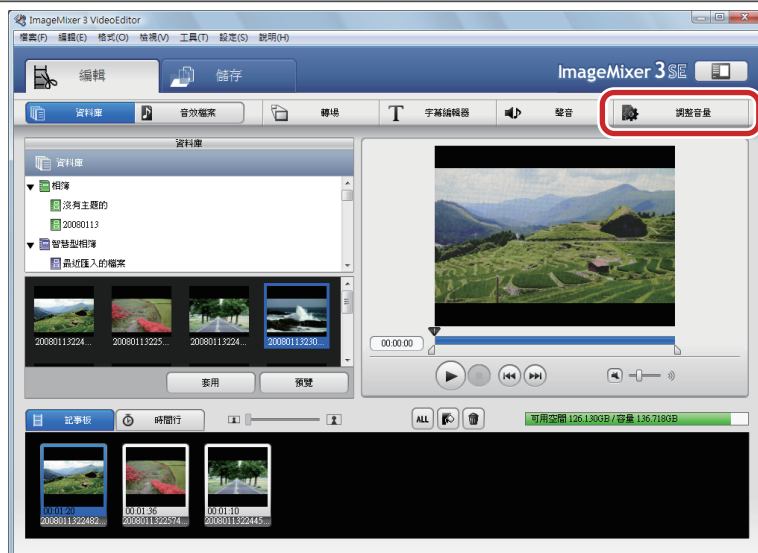 ImageMixer 3 VideoEditor
檔案(F) 編輯(E) 格式(O) 檢視(V) 工具(T) 設定(S) 說明(H)
編輯 儲存 ImageMixer 3 SE
資料庫 音效檔案 轉場 T 字幕編輯器 聲音 調整音量
資料庫
資料庫
相簿
沒有主題的
20080113
智慧型相簿
最近匯入的檔案
20080113224... 20080113225... 20080113224... 20080113230...
套用 預覽
00:00:00
記事板 時間行 ALL 可用空間 126.130GB / 容量 136.718GB
00:01:20 00:01:36 00:01:10
2008011322482... 2008011322574... 2008011322445...